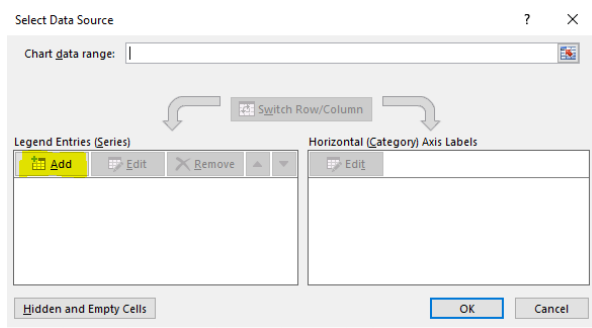 Select Data Source ? ×
Chart data range:
Switch Row/Column
Legend Entries (Series)
Horizontal (Category) Axis Labels
Add Edit Remove
Edit
Hidden and Empty Cells
OK Cancel